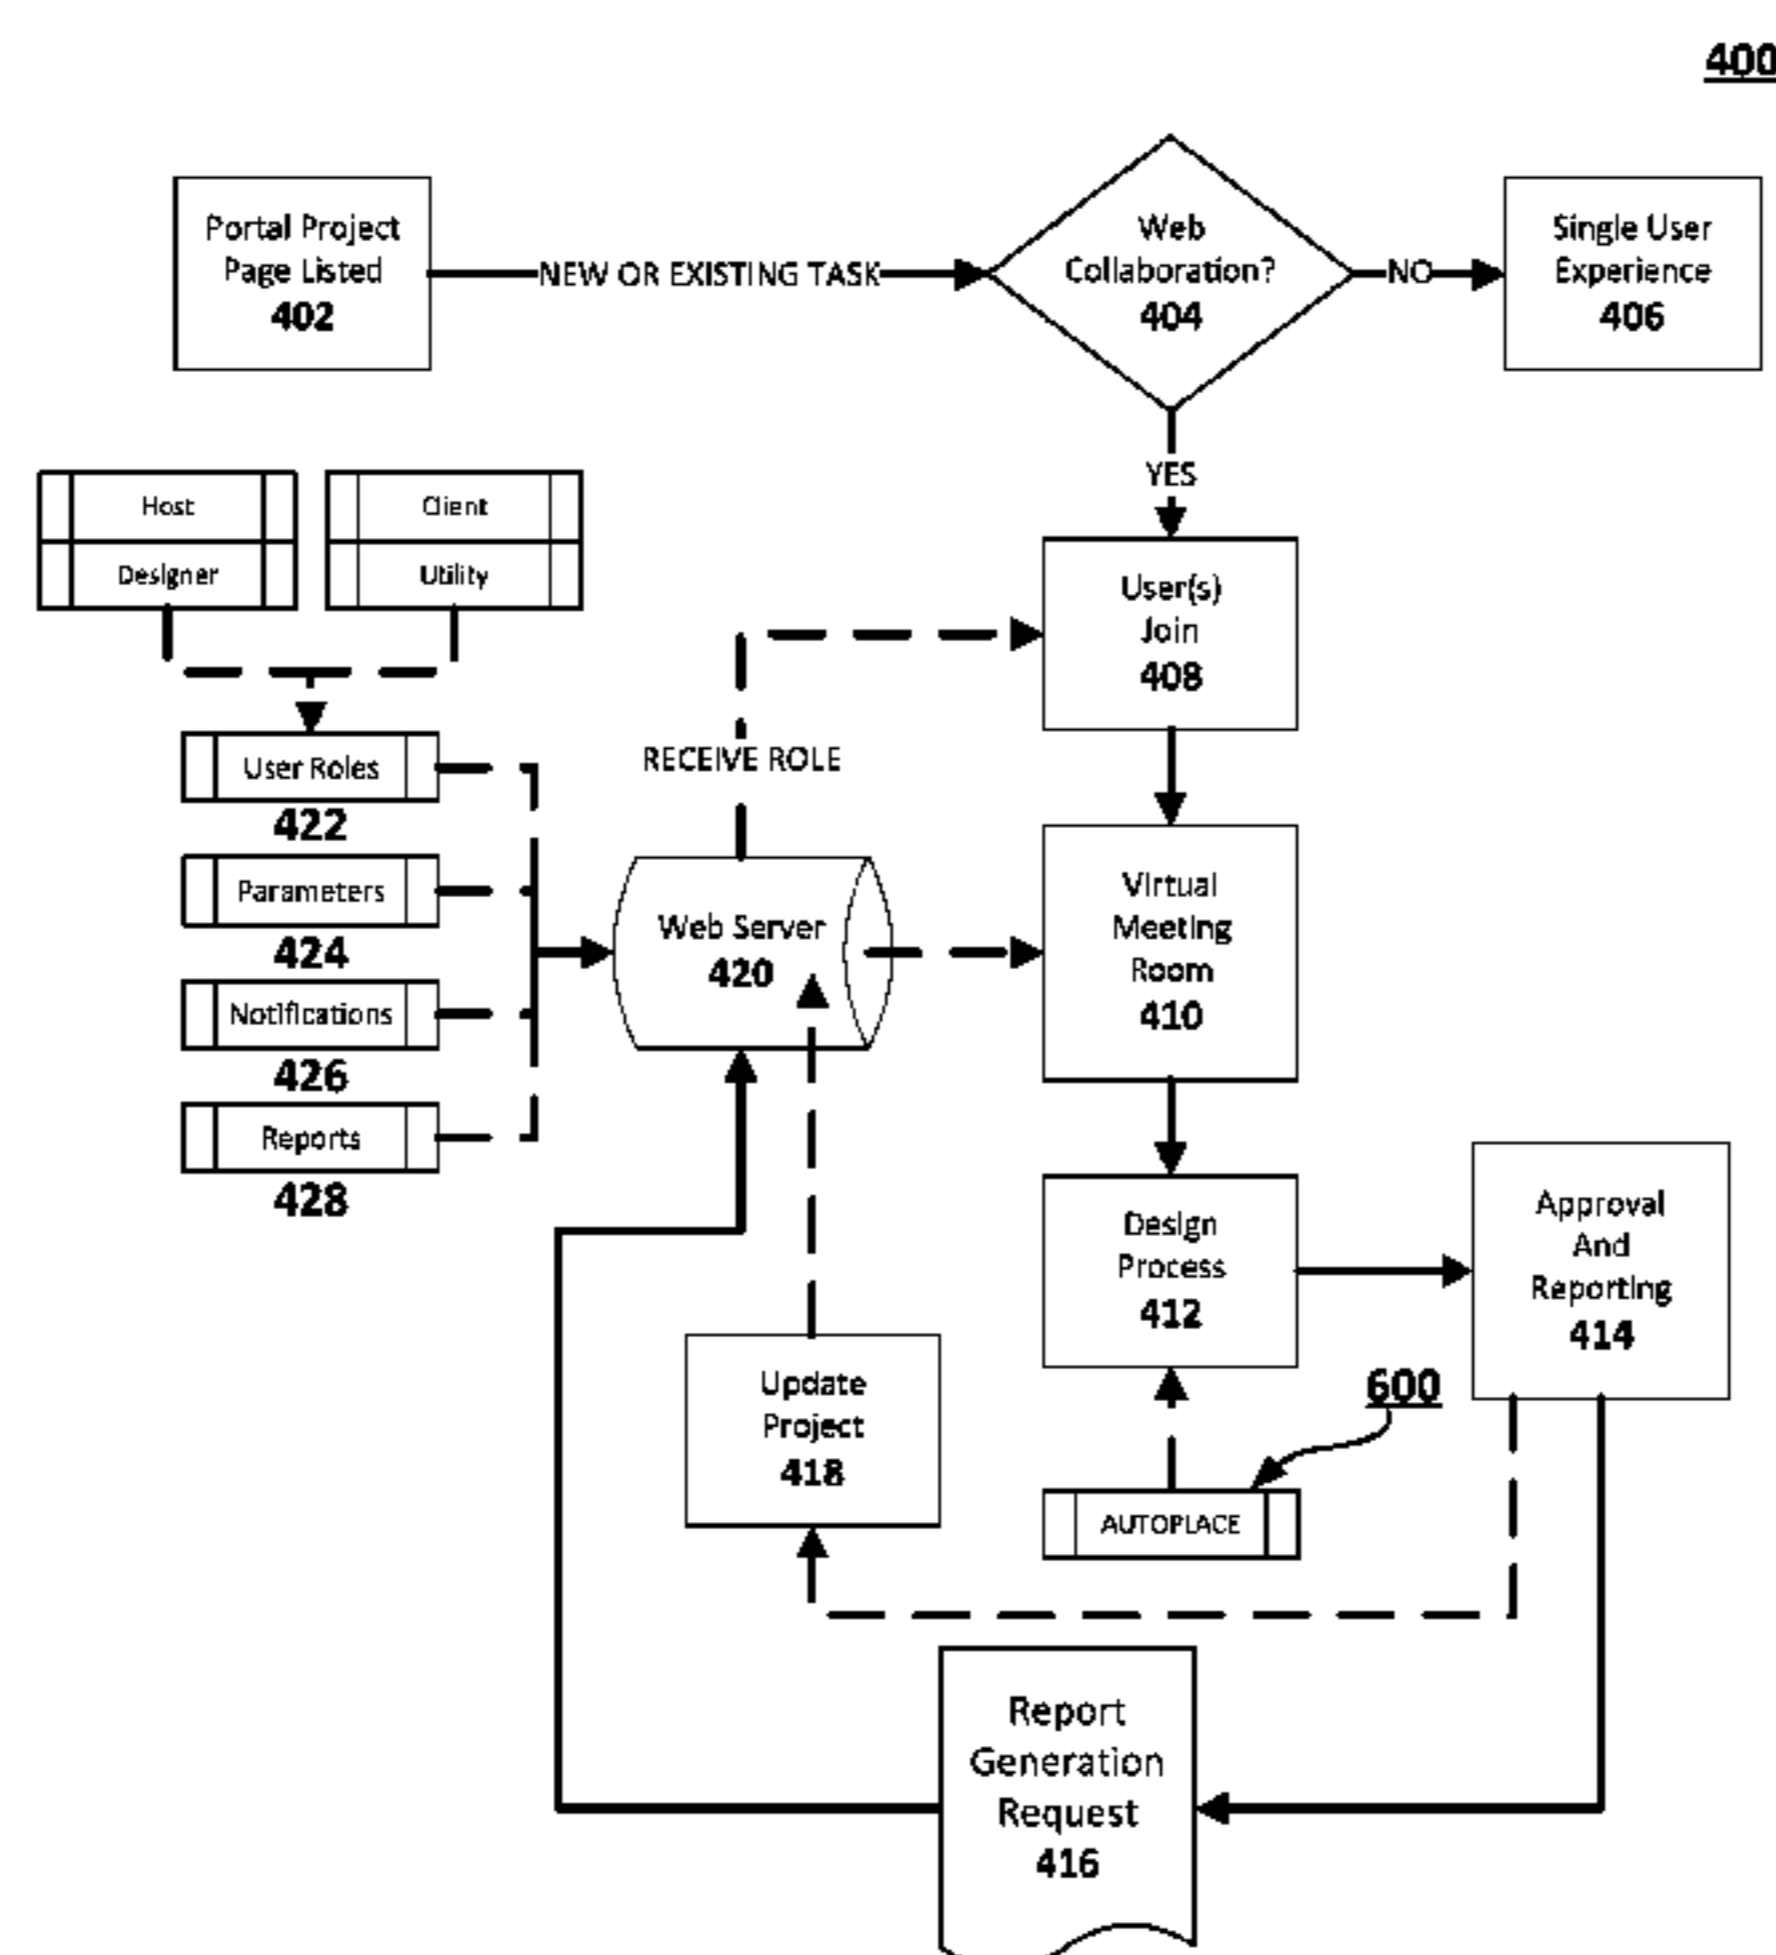 400
Portal Project
Page Listed
402
NEW OR EXISTING TASK
Web
Collaboration?
404
NO
Single User
Experience
406
YES
Host
Designer
Client
Utility
User(s)
Join
408
RECEIVE ROLE
User Roles
422
Parameters
424
Notifications
426
Reports
428
Web Server
420
Virtual
Meeting
Room
410
Design
Process
412
Approval
And
Reporting
414
600
Update
Project
418
AUTOPLACE
Report
Generation
Request
416